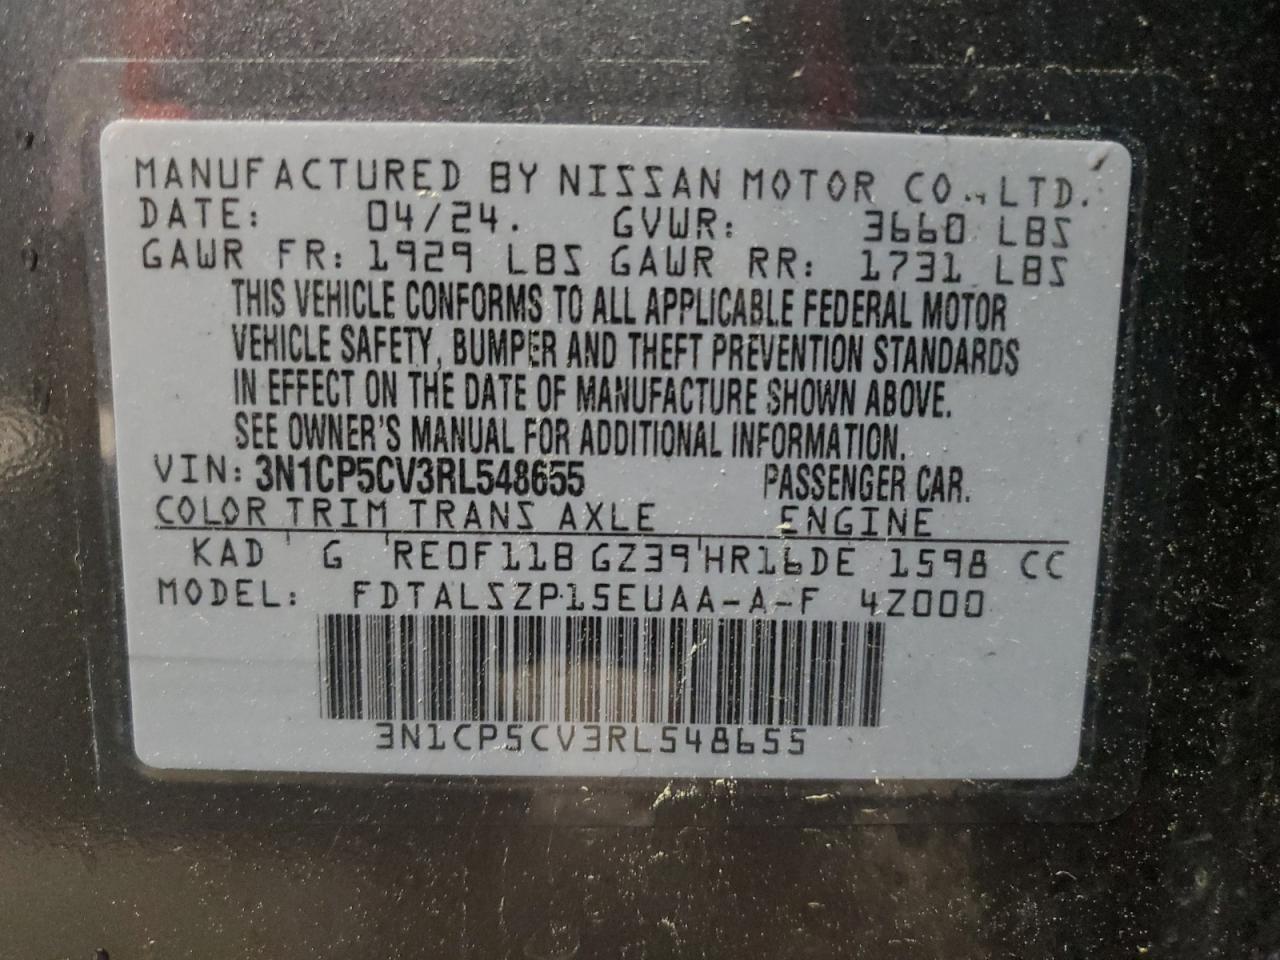 MANUFACTURED BY NISSAN MOTOR CO., LTD.
DATE: 04/24. GVWR: 3660 LBS
GAWR FR: 1929 LBS GAWR RR: 1731 LBS
THIS VEHICLE CONFORMS TO ALL APPLICABLE FEDERAL MOTOR
VEHICLE SAFETY, BUMPER AND THEFT PREVENTION STANDARDS
IN EFFECT ON THE DATE OF MANUFACTURE SHOWN ABOVE.
SEE OWNER'S MANUAL FOR ADDITIONAL INFORMATION.
VIN: 3N1CP5CV3RL548655 PASSENGER CAR.
COLOR TRIM TRANS AXLE ENGINE
KAD G RE0F11B GZ39 HR16DE 1598 CC
MODEL: FDTALSZP15EUAA-A-F 4Z000
3N1CP5CV3RL548655